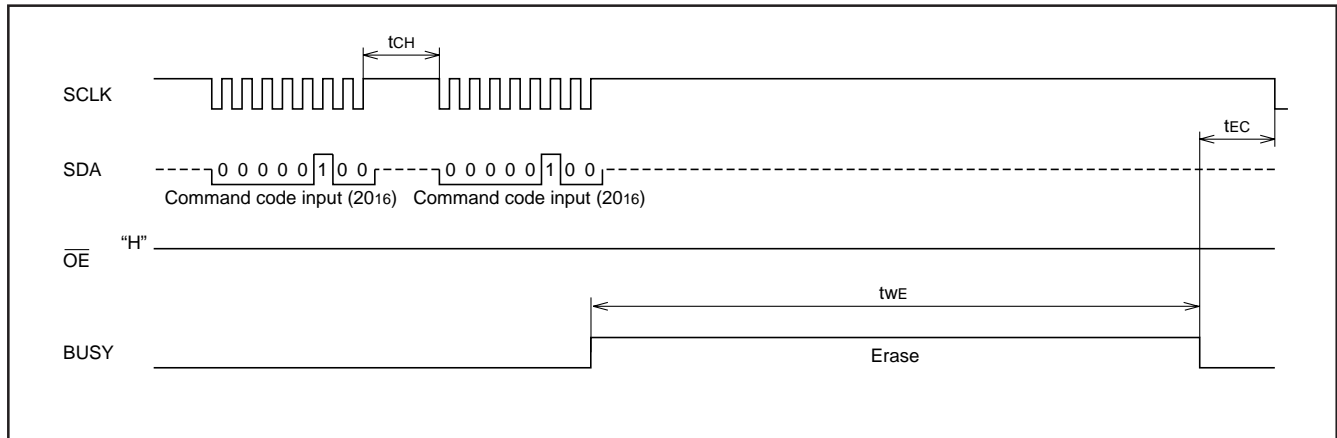 tCH
SCLK
tEC
SDA
0 0 0 0 0 1 0 0
0 0 0 0 0 1 0 0
Command code input (2016)
Command code input (2016)
“H”
OE
twE
BUSY
Erase